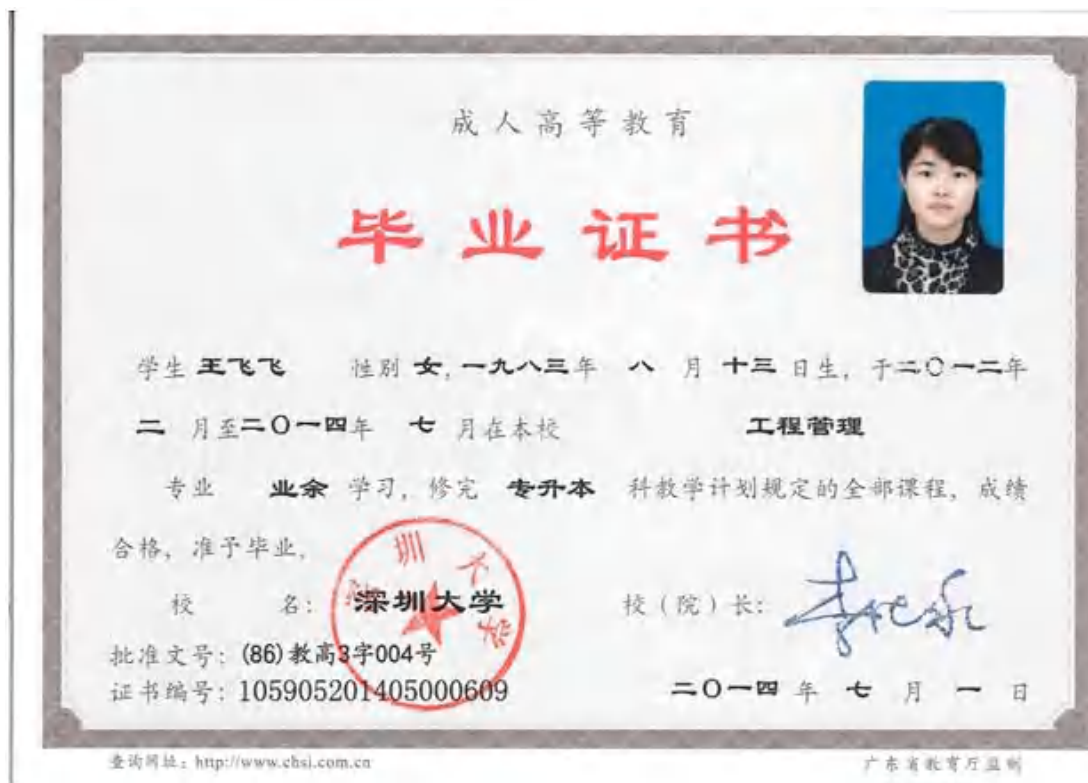 成人高等教育
毕业证书
学生 王飞飞 性别 女, 一九八三年 八 月 十三 日生, 于二〇一二年
二 月至二〇一四年 七 月在本校 工程管理
专业 业余 学习, 修完 专升本 科教学计划规定的全部课程, 成绩
合格, 准予毕业.
深圳大学
校 名: 深圳大学 校(院)长:
批准文号: (86)教高3字004号
证书编号: 105905201405000609 二〇一四 年 七 月 一 日
查询网址: http://www.chsi.com.cn 广东省教育厅监制